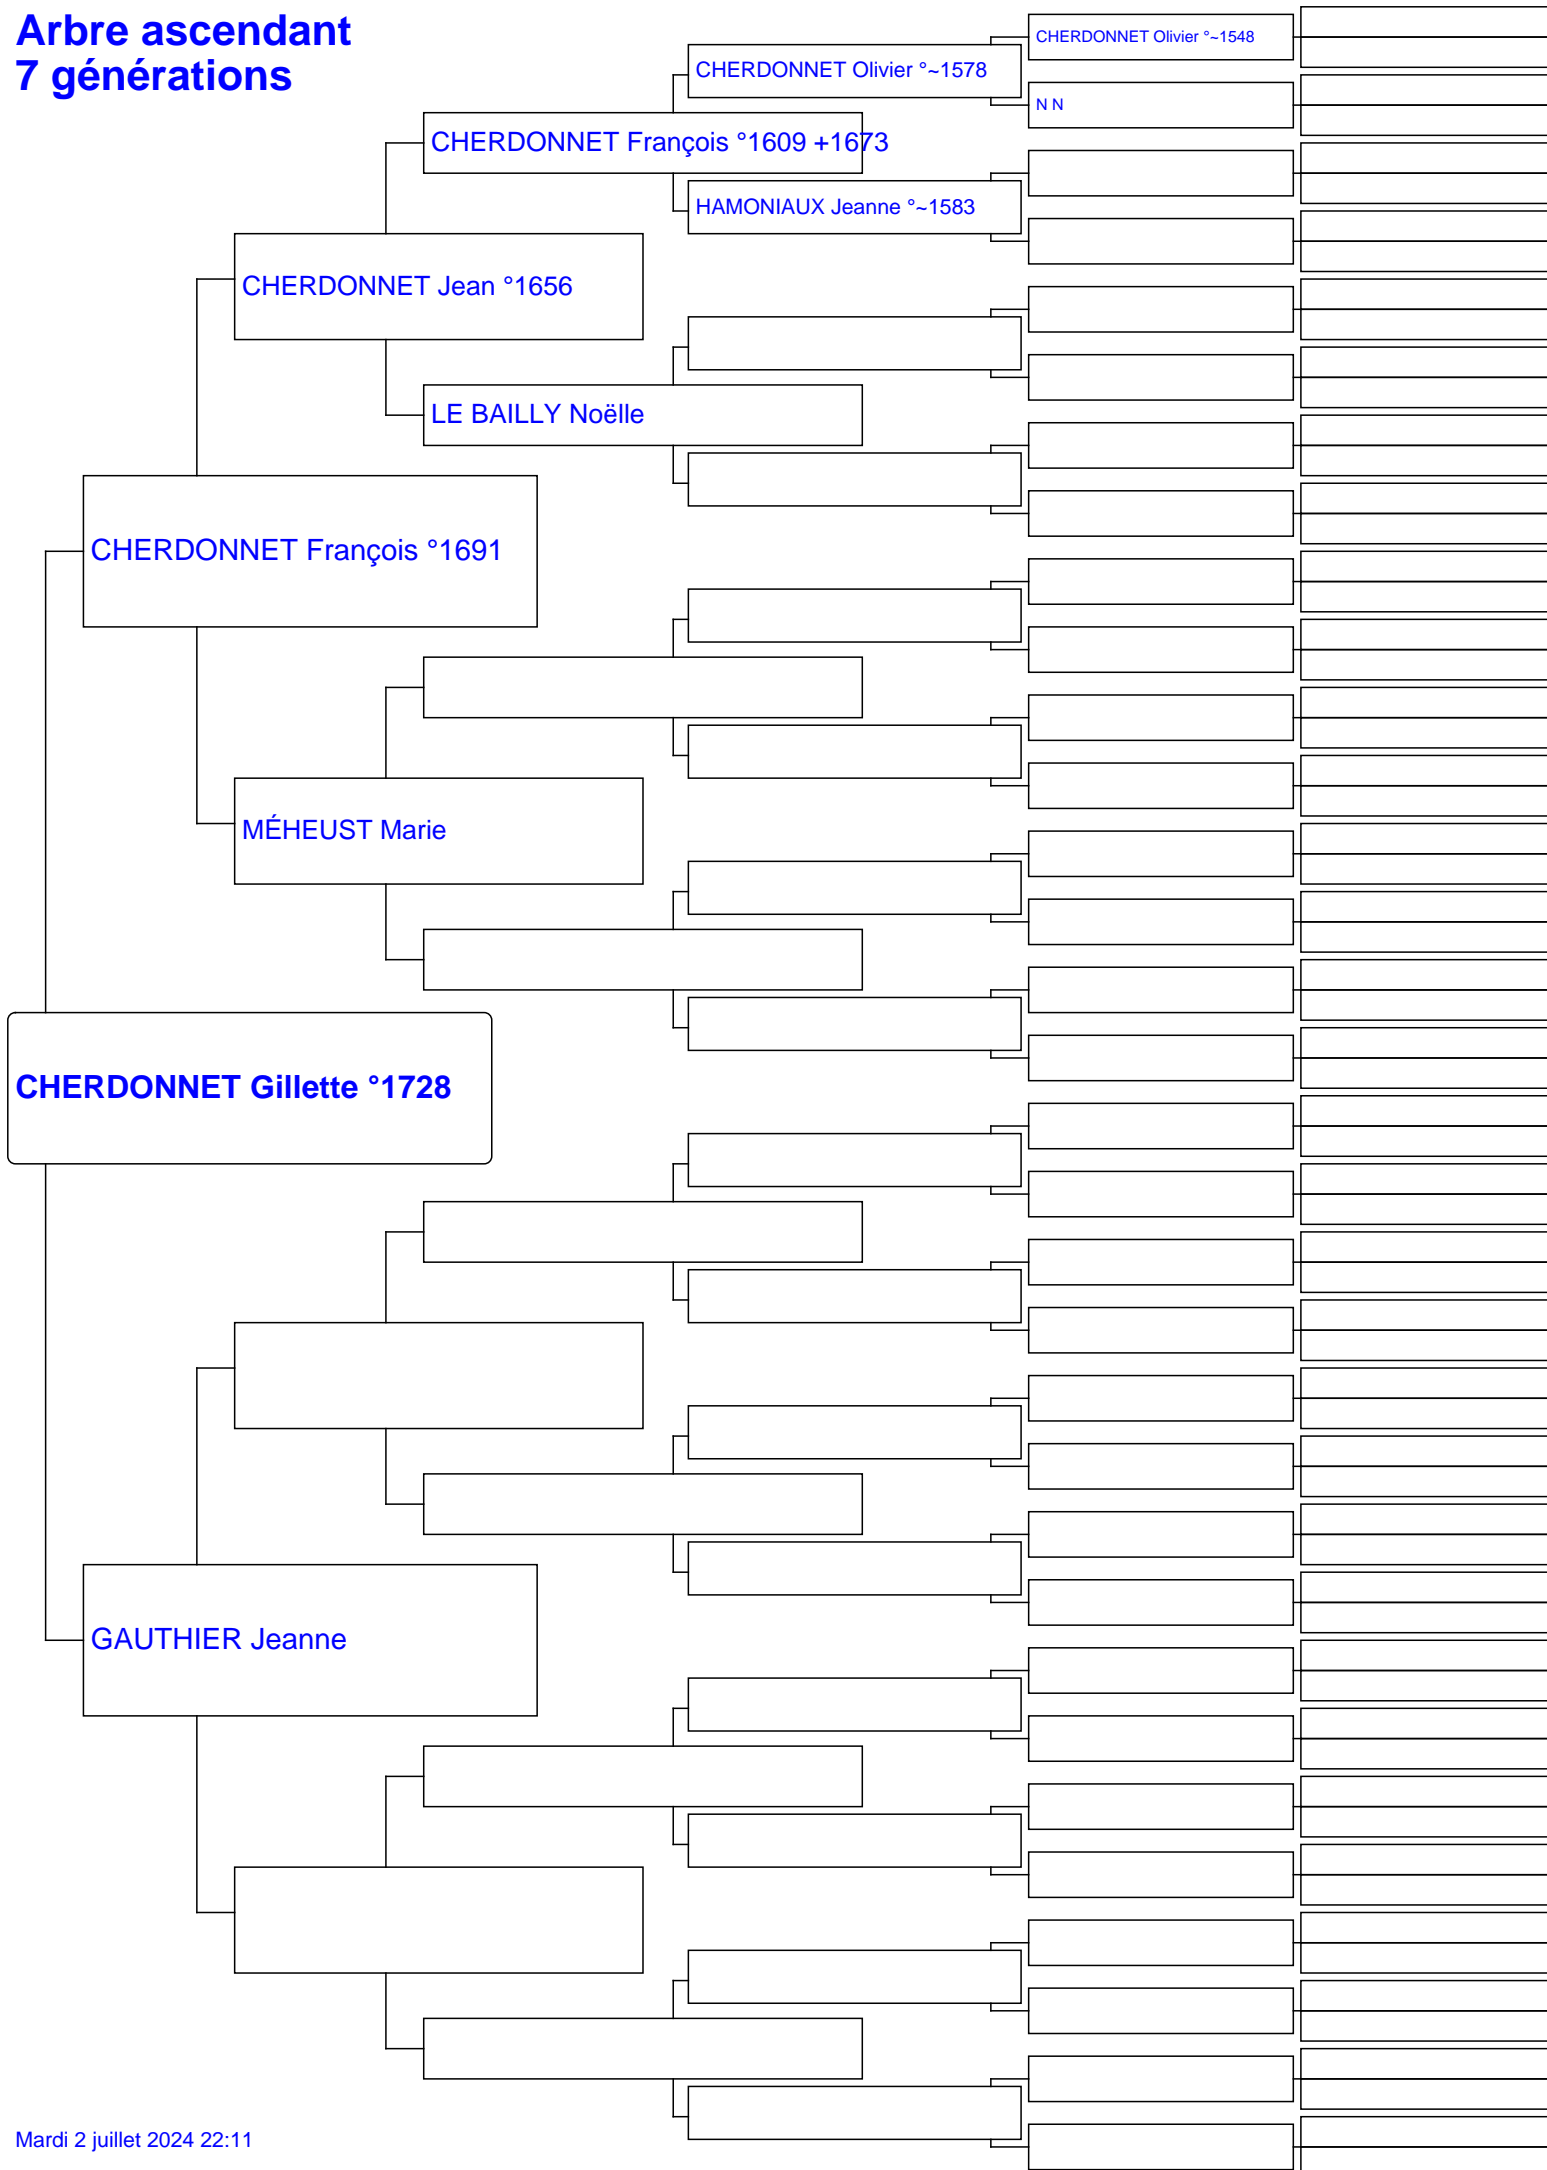 Arbre ascendant
7 générations
CHERDONNET Olivier °~1548
CHERDONNET Olivier °~1578
N N
CHERDONNET François °1609 +1673
HAMONIAUX Jeanne °~1583
CHERDONNET Jean °1656
LE BAILLY Noëlle
CHERDONNET François °1691
MÉHEUST Marie
CHERDONNET Gillette °1728
GAUTHIER Jeanne
Mardi 2 juillet 2024 22:11